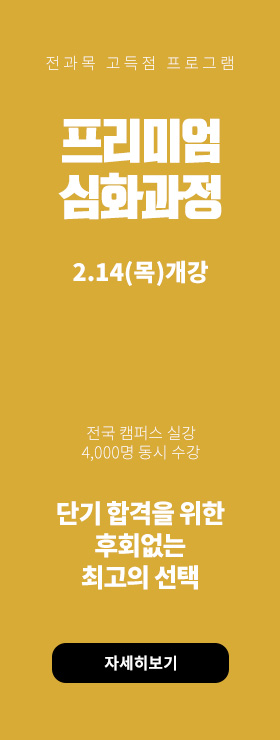 전과목 고득점 프로그램
프리미엄
심화과정
2.14(목)개강
전국 캠퍼스 실강
4,000명 동시 수강
단기 합격을 위한
후회없는
최고의 선택
자세히보기